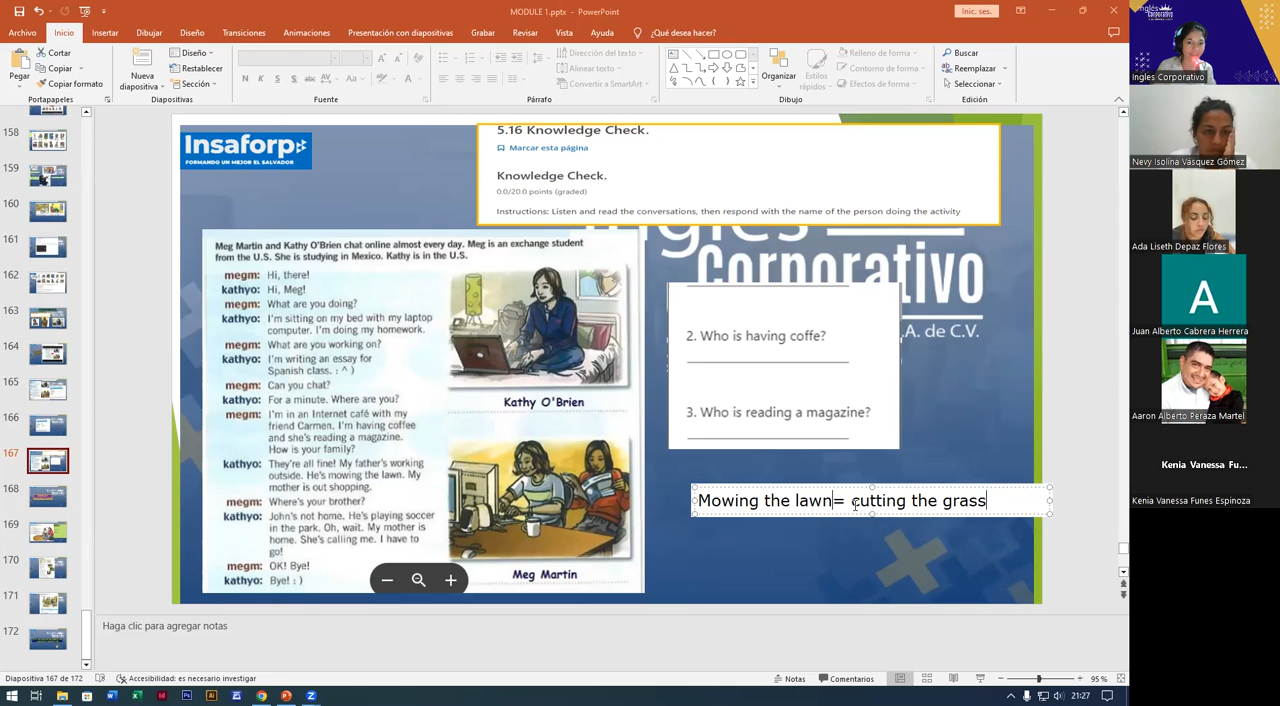 MODULE 1.pptx - PowerPoint
Inic. ses.
Archivo Inicio Insertar Dibujar Diseño Transiciones Animaciones Presentación con diapositivas Grabar Revisar Vista Ayuda ¿Qué desea hacer?
Pegar
Cortar
Copiar
Copiar formato
Portapapeles
Nueva diapositiva
Diseño
Restablecer
Sección
Diapositivas
N K S S abc AV Aa A
Fuente
Párrafo
Dirección del texto
Alinear texto
Convertir a SmartArt
Organizar
Estilos rápidos
Relleno de forma
Contorno de forma
Efectos de forma
Dibujo
Buscar
Reemplazar
Seleccionar
Edición
158
159
160
161
162
163
164
165
166
167
168
169
170
171
172
Insaforp
FORMANDO UN MEJOR EL SALVADOR
5.16 Knowledge Check.
Marcar esta página
Knowledge Check.
0.0/20.0 points (graded)
Instructions: Listen and read the conversations, then respond with the name of the person doing the activity
Inglés
Corporativo
S.A. de C.V.
Meg Martin and Kathy O'Brien chat online almost every day. Meg is an exchange student
from the U.S. She is studying in Mexico. Kathy is in the U.S.
megm: Hi, there!
kathyo: Hi, Meg!
megm: What are you doing?
kathyo: I'm sitting on my bed with my laptop
computer. I'm doing my homework.
megm: What are you working on?
kathyo: I'm writing an essay for
Spanish class. : ^ )
megm: Can you chat?
kathyo: For a minute. Where are you?
megm: I'm in an Internet café with my
friend Carmen. I'm having coffee
and she's reading a magazine.
How is your family?
kathyo: They're all fine! My father's working
outside. He's mowing the lawn. My
mother is out shopping.
megm: Where's your brother?
kathyo: John's not home. He's playing soccer
in the park. Oh, wait. My mother is
home. She's calling me. I have to
go!
megm: OK! Bye!
kathyo: Bye! : )
Kathy O'Brien
Meg Martin
2. Who is having coffe?
3. Who is reading a magazine?
Mowing the lawn= cutting the grass
Haga clic para agregar notas
Diapositiva 167 de 172
Accesibilidad: es necesario investigar
Notas
Comentarios
95 %
21:27
Inglés
Corporativo
Ingles Corporativo
Nevy Isolina Vásquez Gómez
Ada Liseth Depaz Flores
A
Juan Alberto Cabrera Herrera
Aaron Alberto Peraza Martel
Kenia Vanessa Fu...
Kenia Vanessa Funes Espinoza